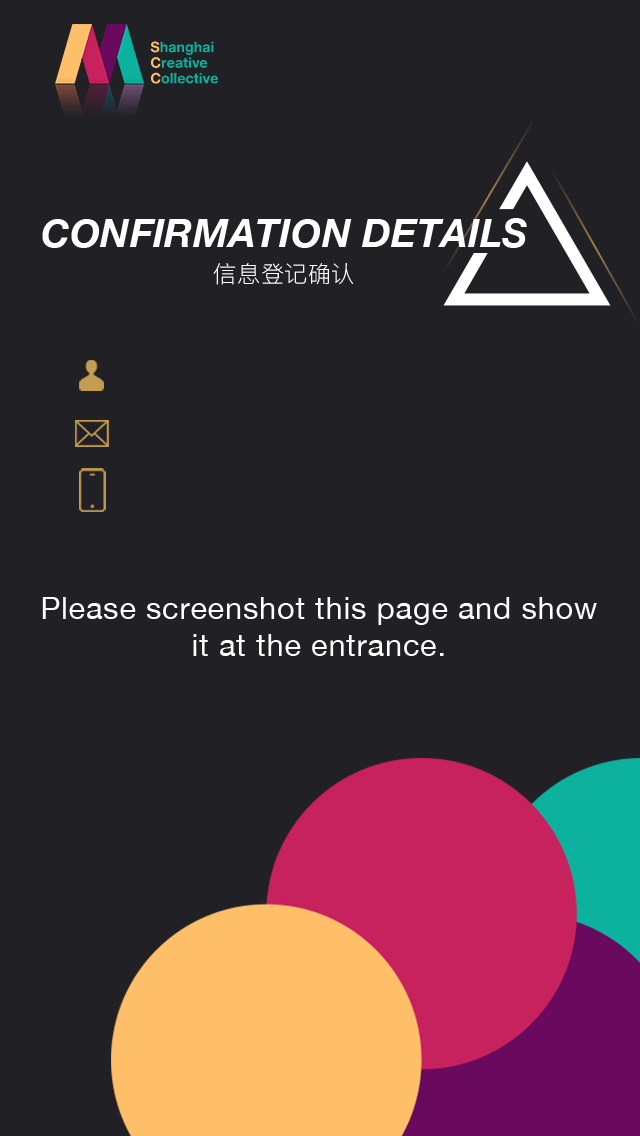 Shanghai
Creative
Collective
CONFIRMATION DETAILS
信息登记确认
Please screenshot this page and show
it at the entrance.